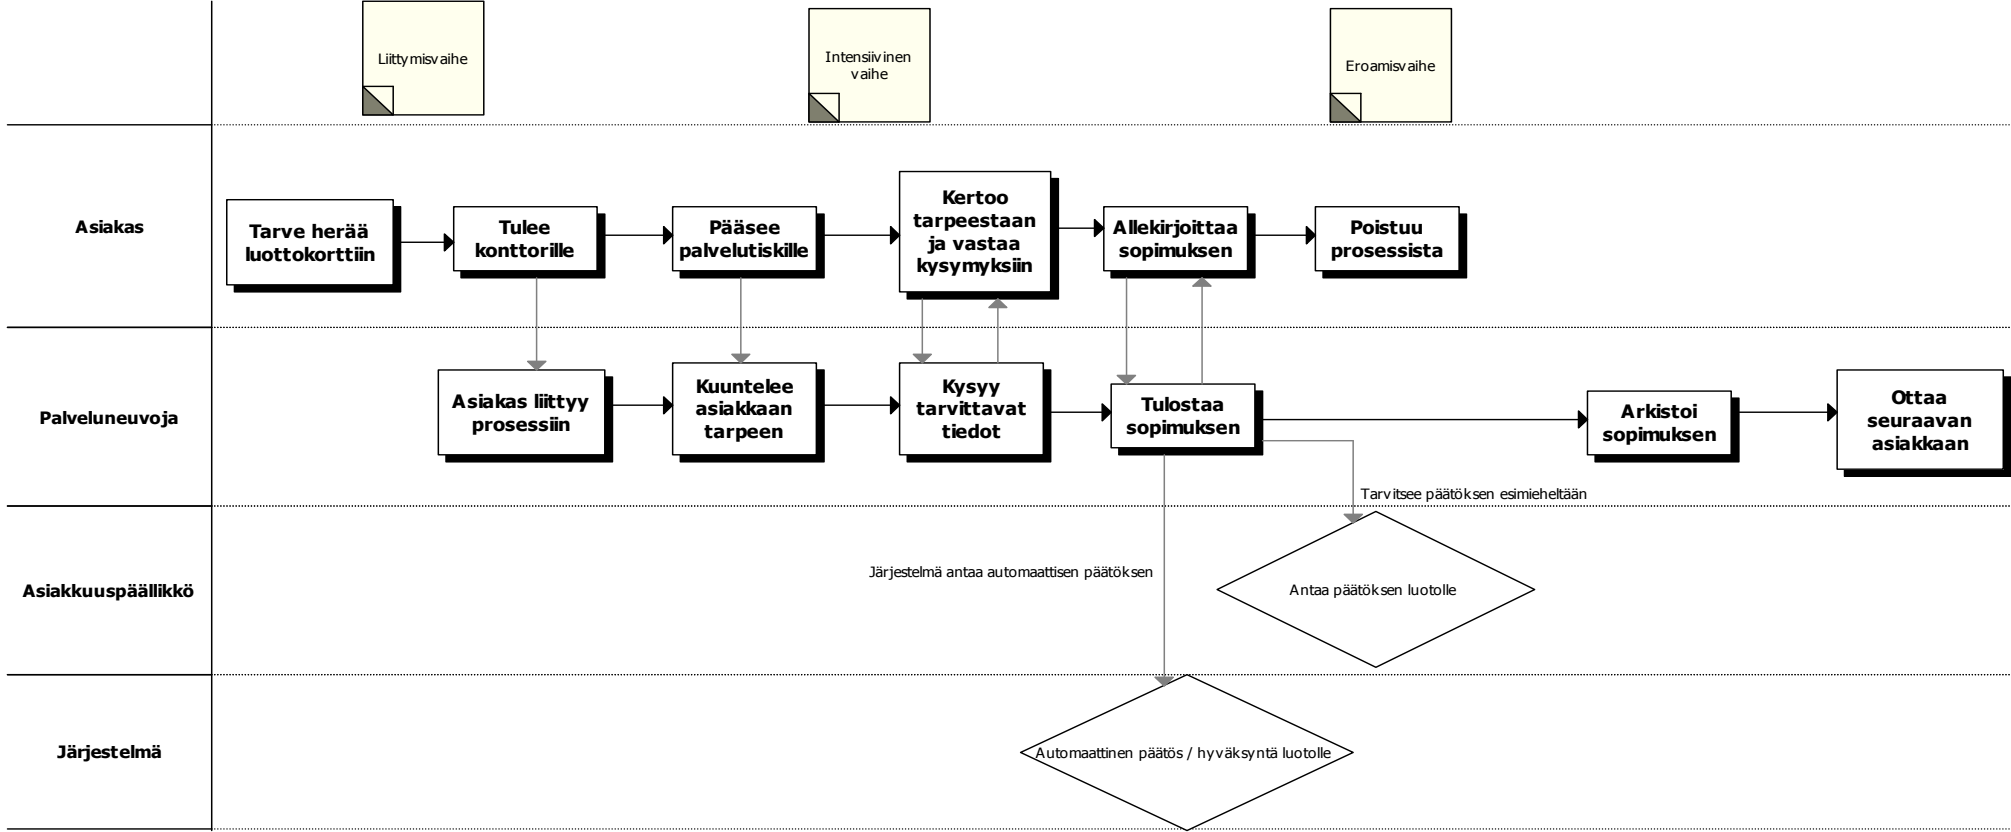 Liittymisvaihe
Intensiivinen
vaihe
Eroamisvaihe
Asiakas
Tarve herää
luottokorttiin
Tulee
konttorille
Pääsee
palvelutiskille
Kertoo
tarpeestaan
ja vastaa
kysymyksiin
Allekirjoittaa
sopimuksen
Poistuu
prosessista
Palveluneuvoja
Asiakas liittyy
prosessiin
Kuuntelee
asiakkaan
tarpeen
Kysyy
tarvittavat
tiedot
Tulostaa
sopimuksen
Arkistoi
sopimuksen
Ottaa
seuraavan
asiakkaan
Tarvitsee päätöksen esimieheltään
Asiakkuuspäällikkö
Järjestelmä antaa automaattisen päätöksen
Antaa päätöksen luotolle
Järjestelmä
Automaattinen päätös / hyväksyntä luotolle